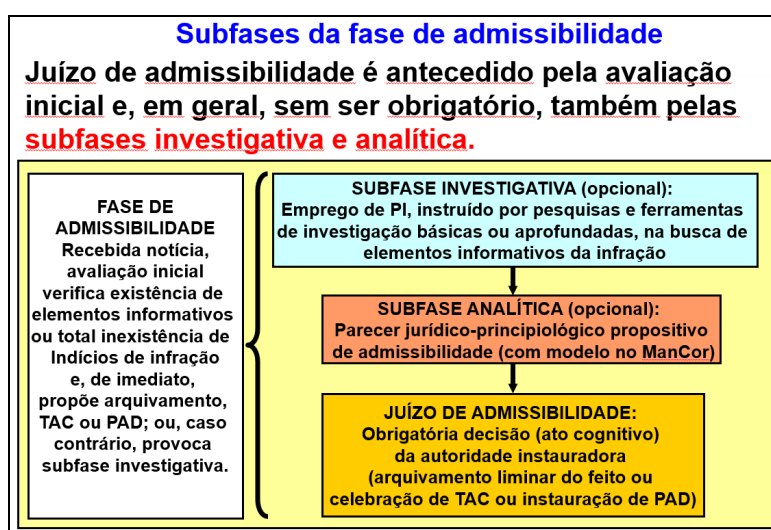 Subfases da fase de admissibilidade
Juízo de admissibilidade é antecedido pela avaliação
inicial e, em geral, sem ser obrigatório, também pelas
subfases investigativa e analítica.
FASE DE
ADMISSIBILIDADE
Recebida notícia,
avaliação inicial
verifica existência de
elementos informativos
ou total inexistência de
Indícios de infração
e, de imediato,
propõe arquivamento,
TAC ou PAD; ou, caso
contrário, provoca
subfase investigativa.
SUBFASE INVESTIGATIVA (opcional):
Emprego de PI, instruído por pesquisas e ferramentas
de investigação básicas ou aprofundadas, na busca de
elementos informativos da infração
SUBFASE ANALÍTICA (opcional):
Parecer jurídico-principiológico propositivo
de admissibilidade (com modelo no ManCor)
JUÍZO DE ADMISSIBILIDADE:
Obrigatória decisão (ato cognitivo)
da autoridade instauradora
(arquivamento liminar do feito ou
celebração de TAC ou instauração de PAD)